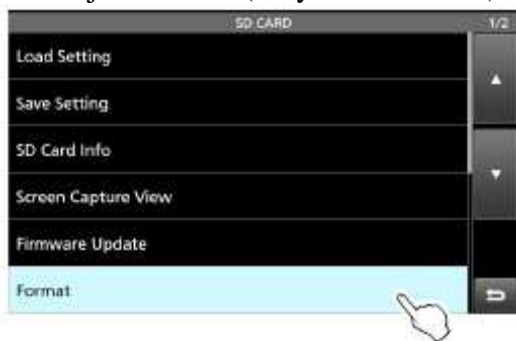 SD CARD 1/2
Load Setting
Save Setting
SD Card Info
Screen Capture View
Firmware Update
Format